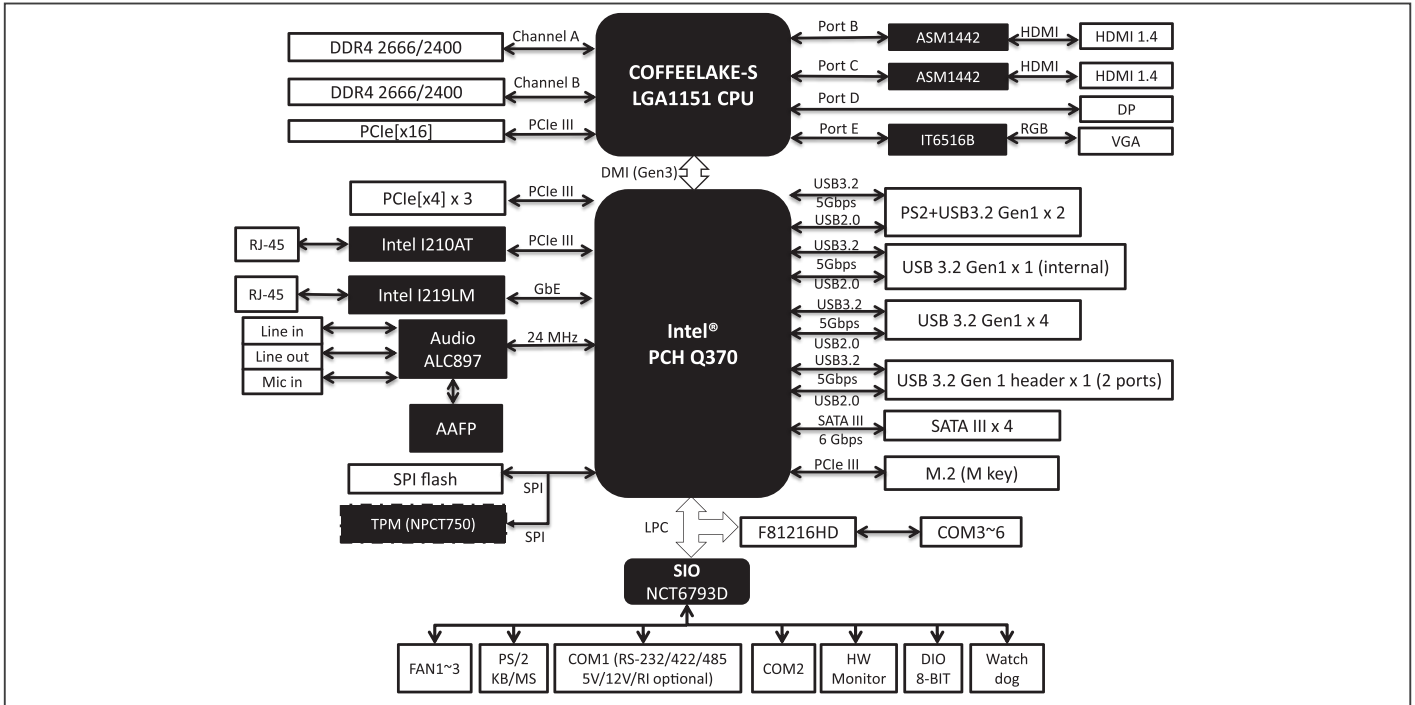 DDR4 2666/2400
Channel A
DDR4 2666/2400
Channel B
PCIe[x16]
PCIe III
COFFEELAKE-S
LGA1151 CPU
Port B
ASM1442
HDMI
HDMI 1.4
Port C
ASM1442
HDMI
HDMI 1.4
Port D
DP
Port E
IT6516B
RGB
VGA
DMI (Gen3)
PCIe[x4] x 3
PCIe III
RJ-45
Intel I210AT
PCIe III
RJ-45
Intel I219LM
GbE
Line in
Line out
Mic in
Audio
ALC897
24 MHz
AAFP
SPI flash
SPI
TPM (NPCT750)
SPI
Intel®
PCH Q370
USB3.2
5Gbps
USB2.0
PS2+USB3.2 Gen1 x 2
USB3.2
5Gbps
USB2.0
USB 3.2 Gen1 x 1 (internal)
USB3.2
5Gbps
USB2.0
USB 3.2 Gen1 x 4
USB3.2
5Gbps
USB2.0
USB 3.2 Gen 1 header x 1 (2 ports)
SATA III
6 Gbps
SATA III x 4
PCIe III
M.2 (M key)
LPC
F81216HD
COM3~6
SIO
NCT6793D
FAN1~3
PS/2
KB/MS
COM1 (RS-232/422/485
5V/12V/RI optional)
COM2
HW
Monitor
DIO
8-BIT
Watch
dog